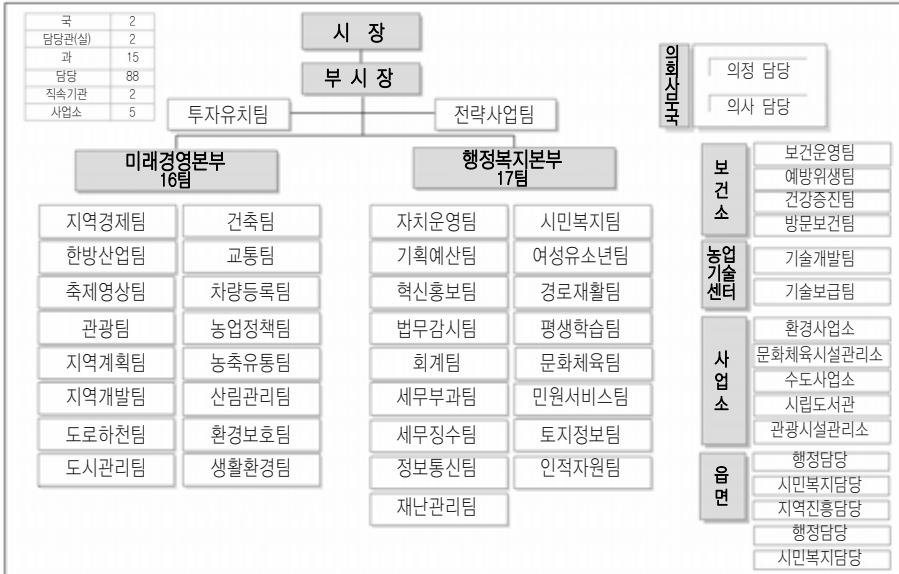 국 2
담당관(실) 2
과 15
담당 88
직속기관 2
사업소 5
시 장
부 시 장
투자유치팀
전략사업팀
미래경영본부
16팀
행정복지본부
17팀
지역경제팀 건축팀
한방산업팀 교통팀
축제영상팀 차량등록팀
관광팀 농업정책팀
지역계획팀 농축유통팀
지역개발팀 산림관리팀
도로하천팀 환경보호팀
도시관리팀 생활환경팀
자치운영팀 시민복지팀
기획예산팀 여성유소년팀
혁신홍보팀 경로재활팀
법무감시팀 평생학습팀
회계팀 문화체육팀
세무부과팀 민원서비스팀
세무징수팀 토지정보팀
정보통신팀 인적자원팀
재난관리팀
의회사무국
의정 담당
의사 담당
보건소
보건운영팀
예방위생팀
건강증진팀
방문보건팀
농업
기술
센터
기술개발팀
기술보급팀
사업소
환경사업소
문화체육시설관리소
수도사업소
시립도서관
관광시설관리소
읍면
행정담당
시민복지담당
지역진흥담당
행정담당
시민복지담당